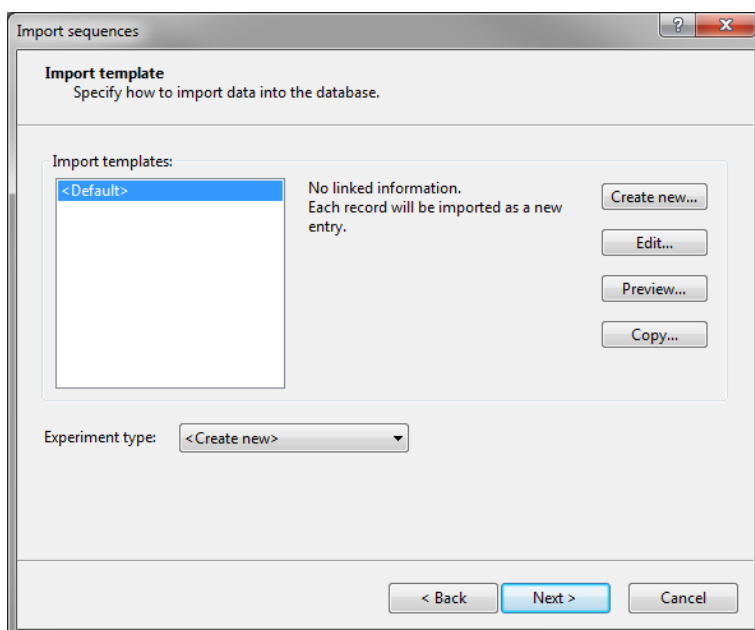 Import sequences
Import template
Specify how to import data into the database.
Import templates:
<Default>
No linked information.
Each record will be imported as a new
entry.
Create new...
Edit...
Preview...
Copy...
Experiment type:
<Create new>
< Back
Next >
Cancel